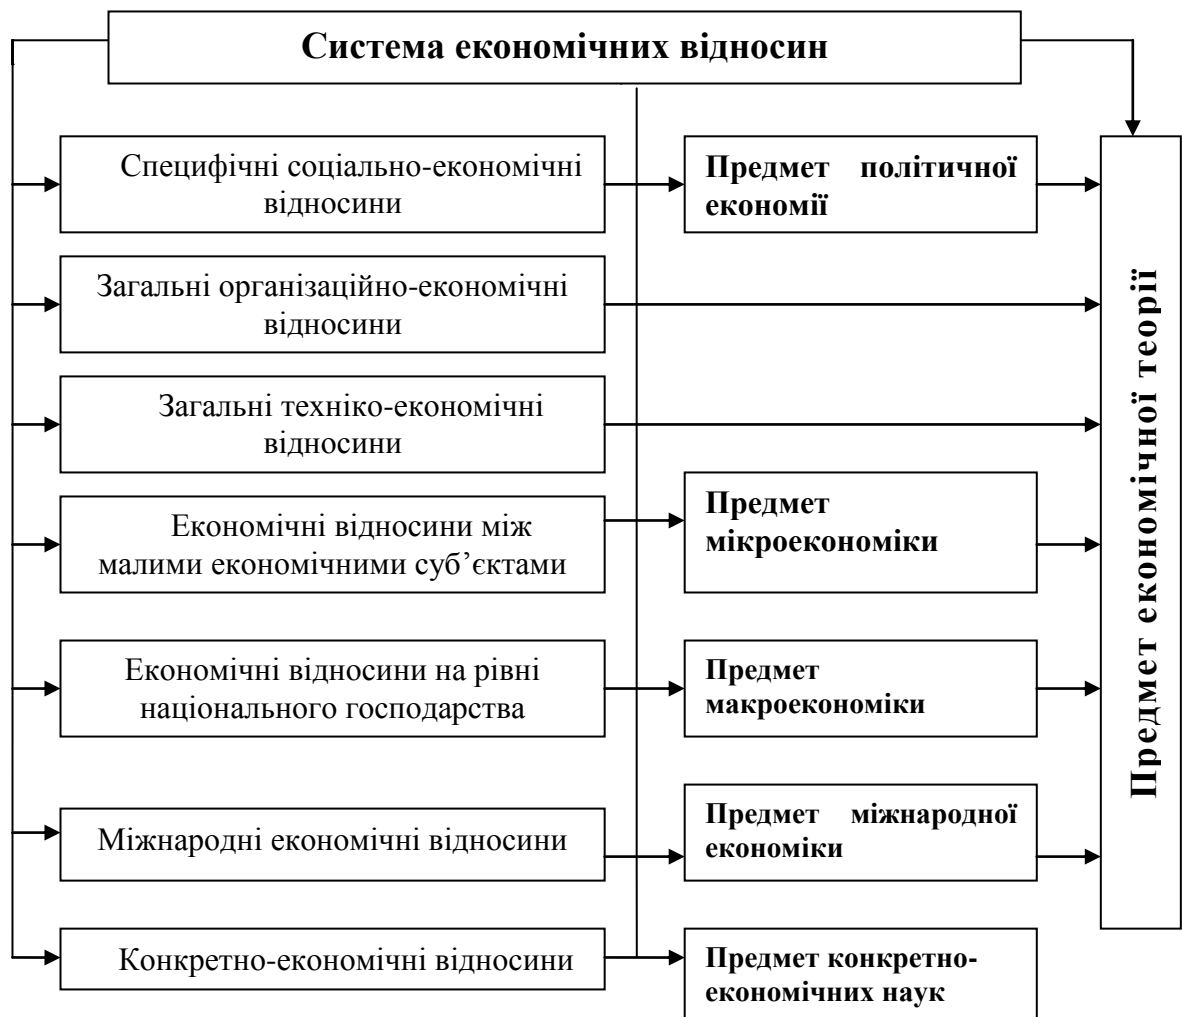 Система економічних відносин
Специфічні соціально-економічні
відносини
Предмет політичної
економії
Загальні організаційно-економічні
відносини
Загальні техніко-економічні
відносини
Економічні відносини між
малими економічними суб’єктами
Предмет
мікроекономіки
Економічні відносини на рівні
національного господарства
Предмет
макроекономіки
Міжнародні економічні відносини
Предмет міжнародної
економіки
Конкретно-економічні відносини
Предмет конкретно-
економічних наук
Предмет економічної теорії